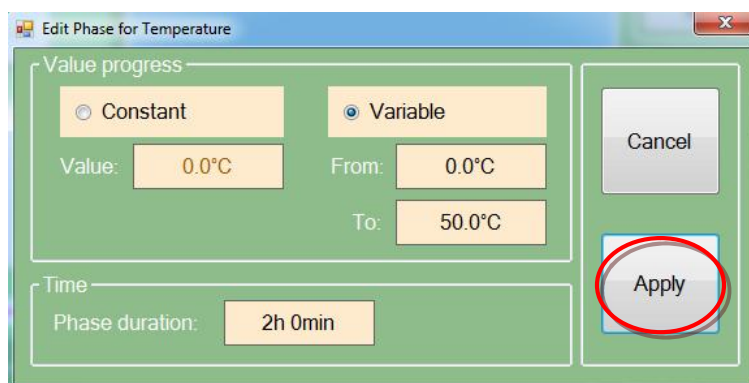 Edit Phase for Temperature
x
Value progress
Constant
Variable
Value: 0.0°C
From: 0.0°C
To: 50.0°C
Time
Phase duration: 2h 0min
Cancel
Apply